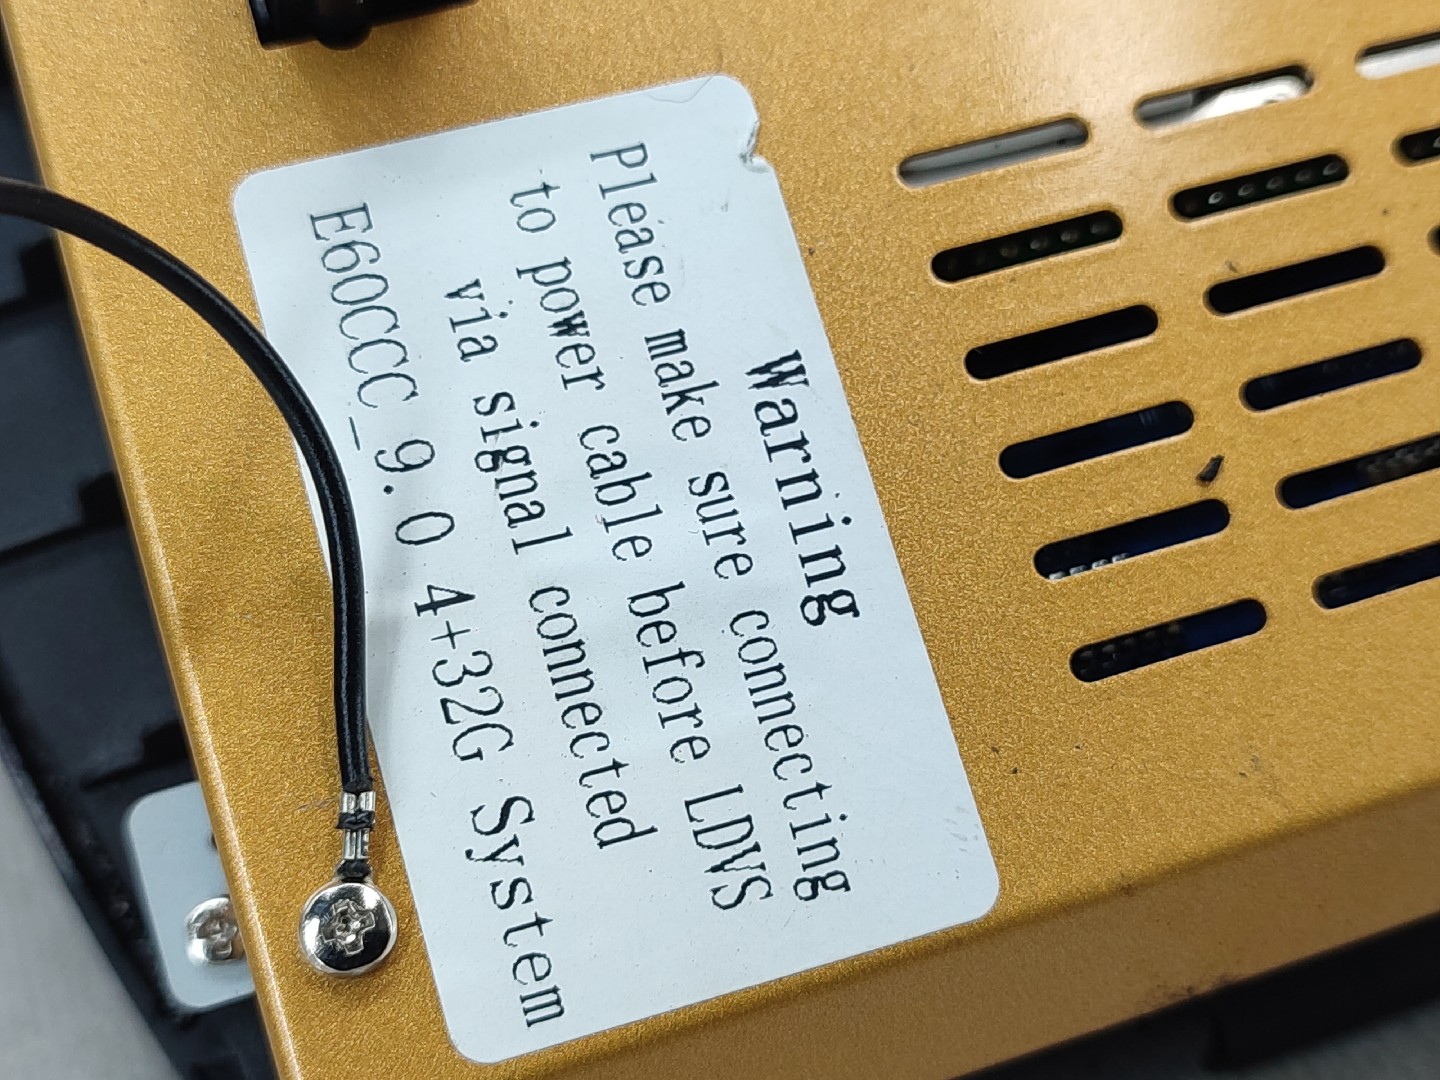 Warning
Please make sure connecting
to power cable before LDVS
via signal connected
E60CCC_9.0 4+32G System